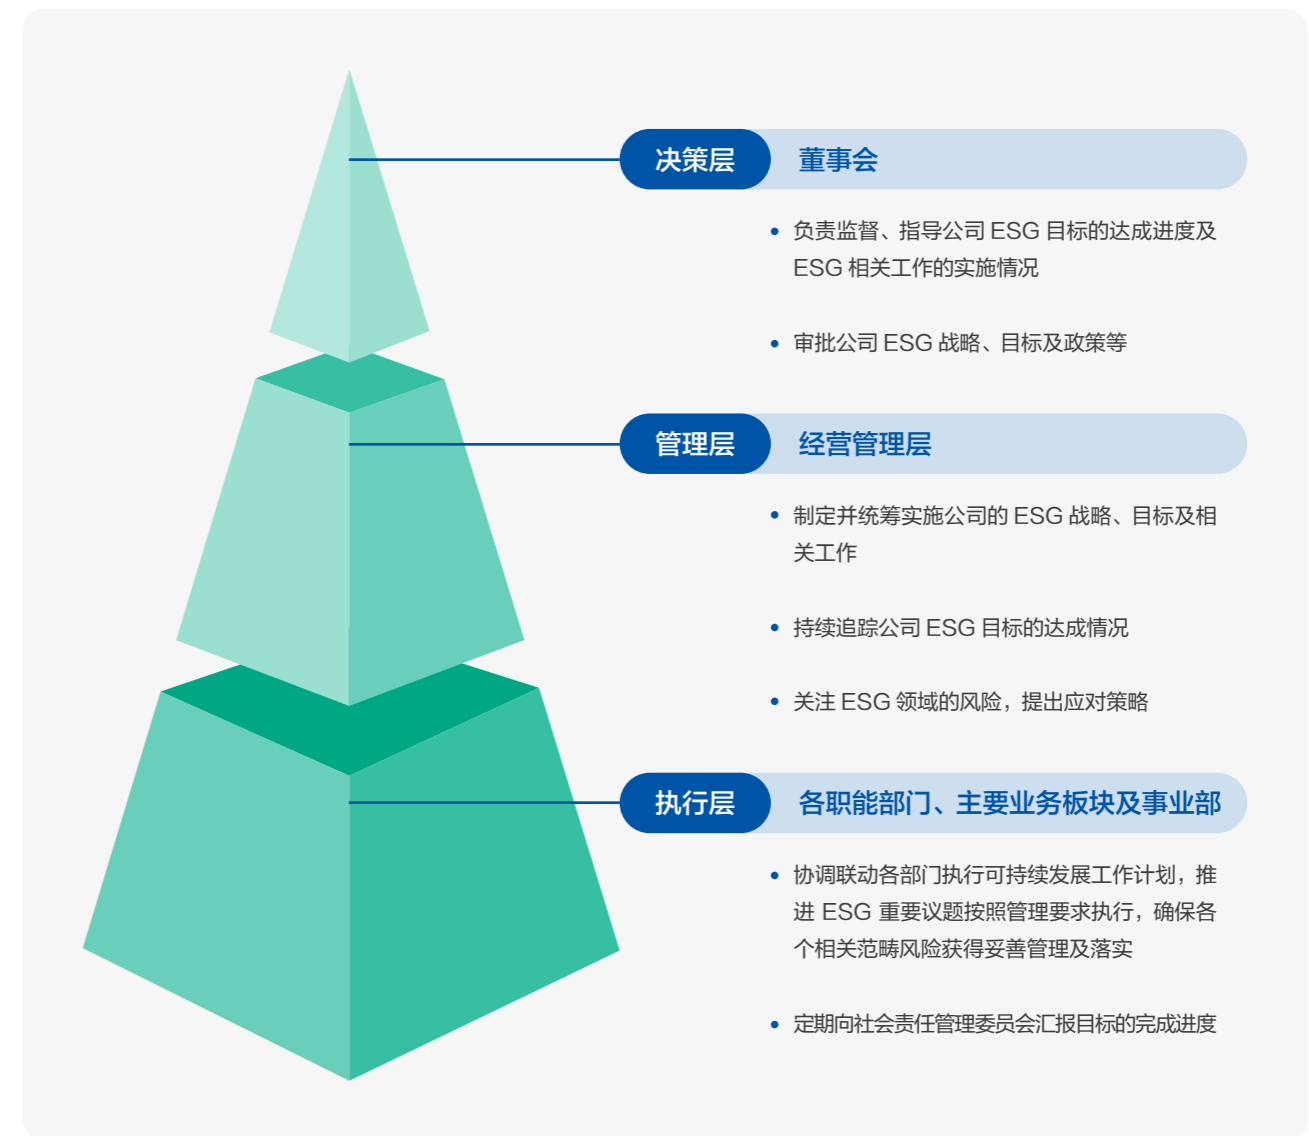 决策层 董事会
负责监督、指导公司 ESG 目标的达成进度及
ESG 相关工作的实施情况
审批公司 ESG 战略、目标及政策等
管理层 经营管理层
制定并统筹实施公司的 ESG 战略、目标及相
关工作
持续追踪公司 ESG 目标的达成情况
关注 ESG 领域的风险，提出应对策略
执行层 各职能部门、主要业务板块及事业部
协调联动各部门执行可持续发展工作计划，推
进 ESG 重要议题按照管理要求执行，确保各
个相关范畴风险获得妥善管理及落实
定期向社会责任管理委员会汇报目标的完成进度